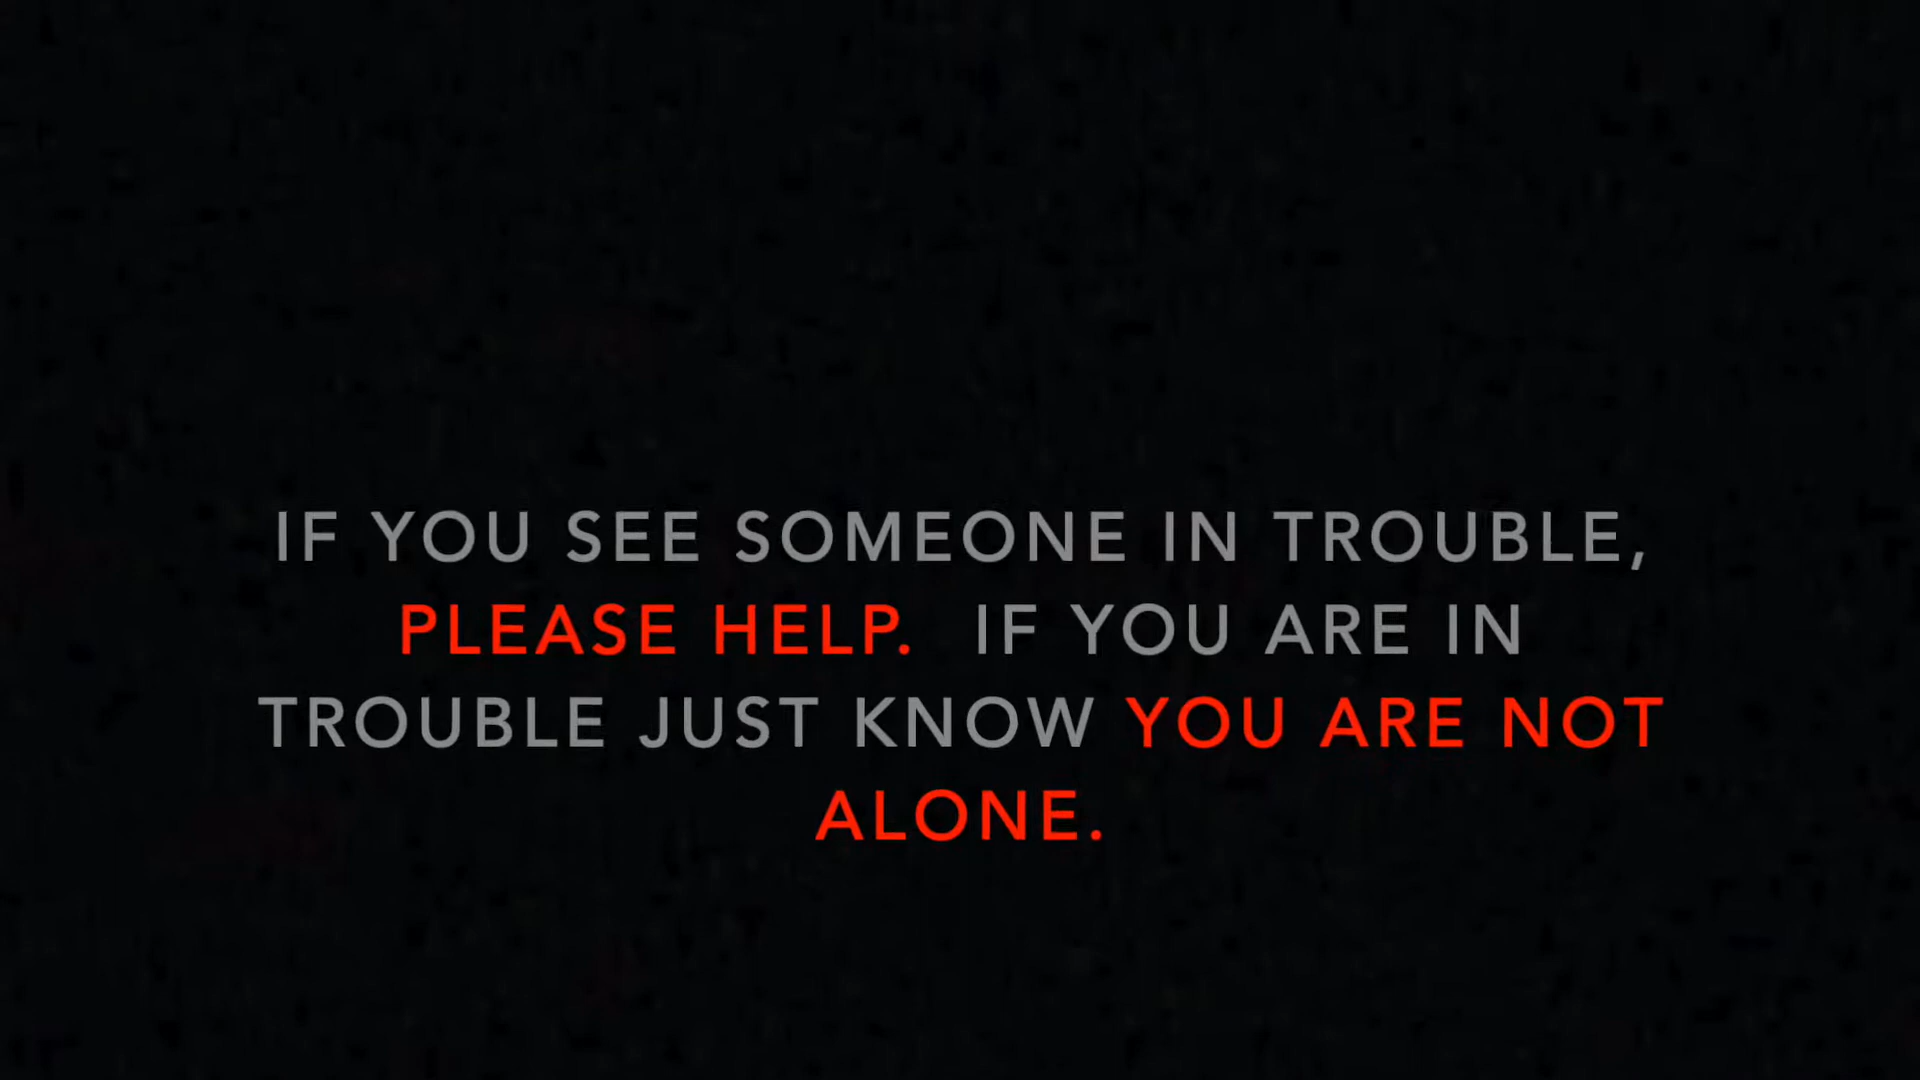 IF YOU SEE SOMEONE IN TROUBLE,
PLEASE HELP. IF YOU ARE IN
TROUBLE JUST KNOW YOU ARE NOT
ALONE.